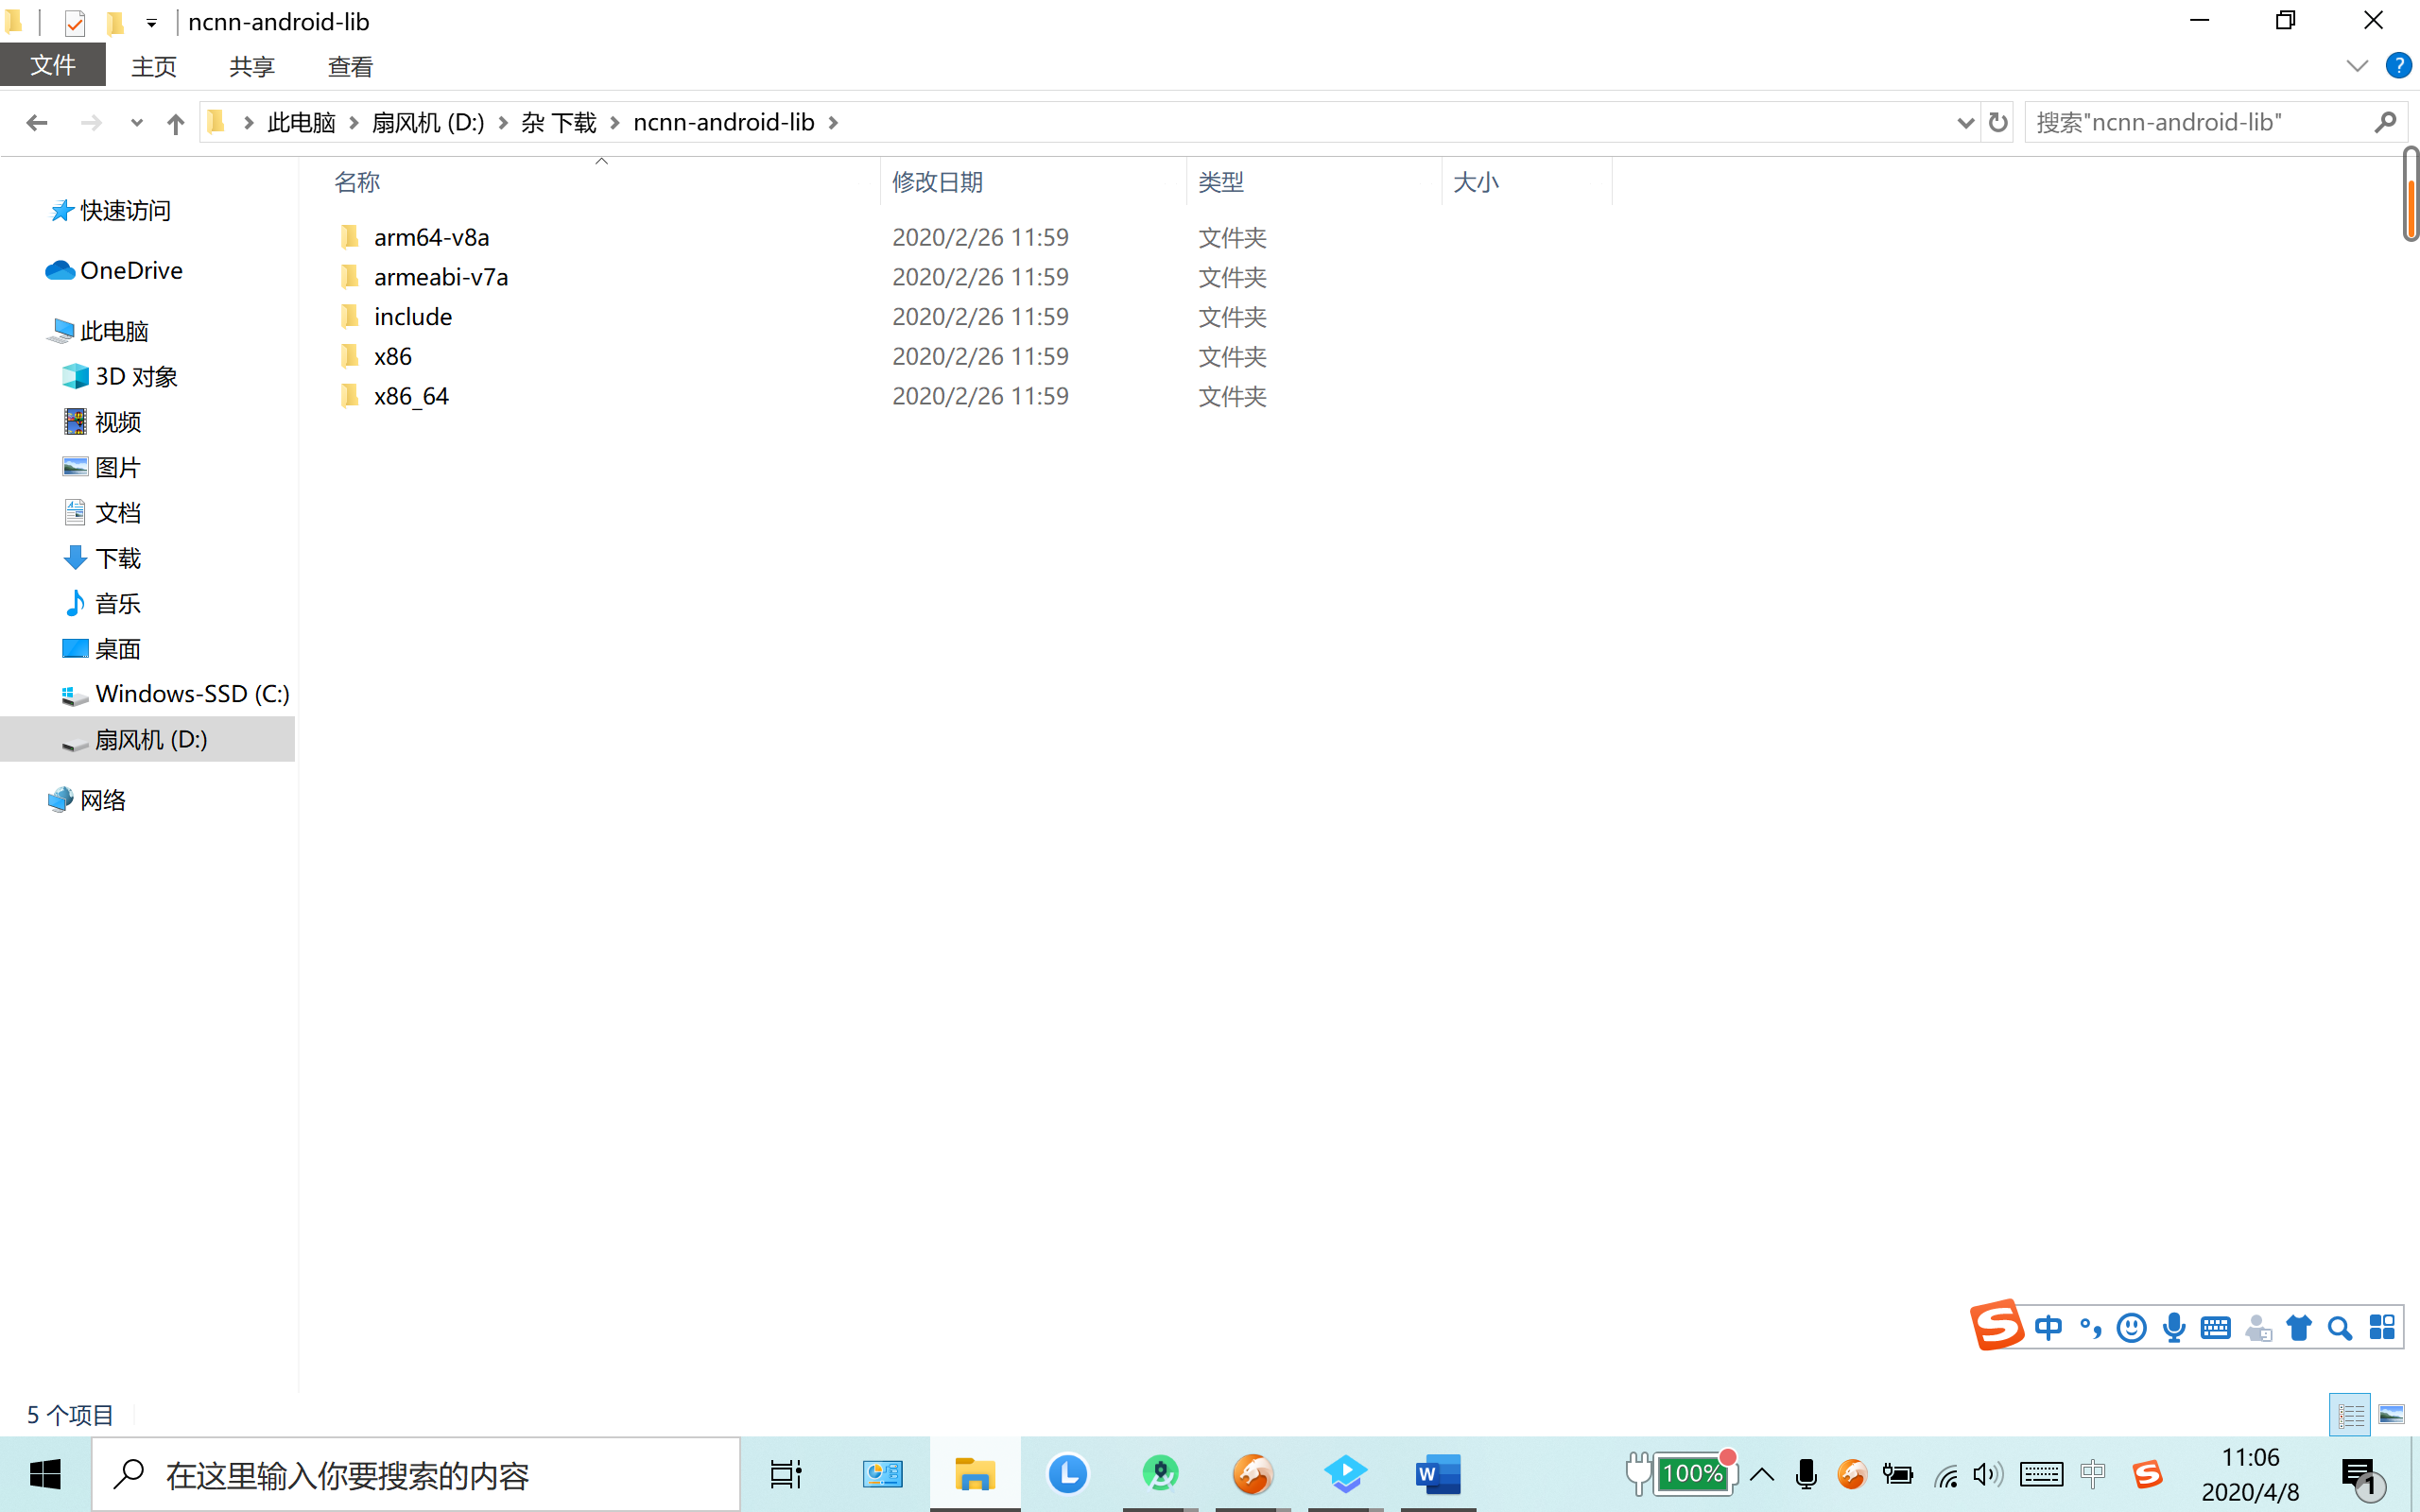 ncnn-android-lib
文件 主页 共享 查看
此电脑 扇风机 (D:) 杂 下载 ncnn-android-lib 搜索"ncnn-android-lib"
名称 修改日期 类型 大小
arm64-v8a 2020/2/26 11:59 文件夹
armeabi-v7a 2020/2/26 11:59 文件夹
include 2020/2/26 11:59 文件夹
x86 2020/2/26 11:59 文件夹
x86_64 2020/2/26 11:59 文件夹
快速访问
OneDrive
此电脑
3D 对象
视频
图片
文档
下载
音乐
桌面
Windows-SSD (C:)
扇风机 (D:)
网络
中
5 个项目
在这里输入你要搜索的内容
100%
中
11:06
2020/4/8
1